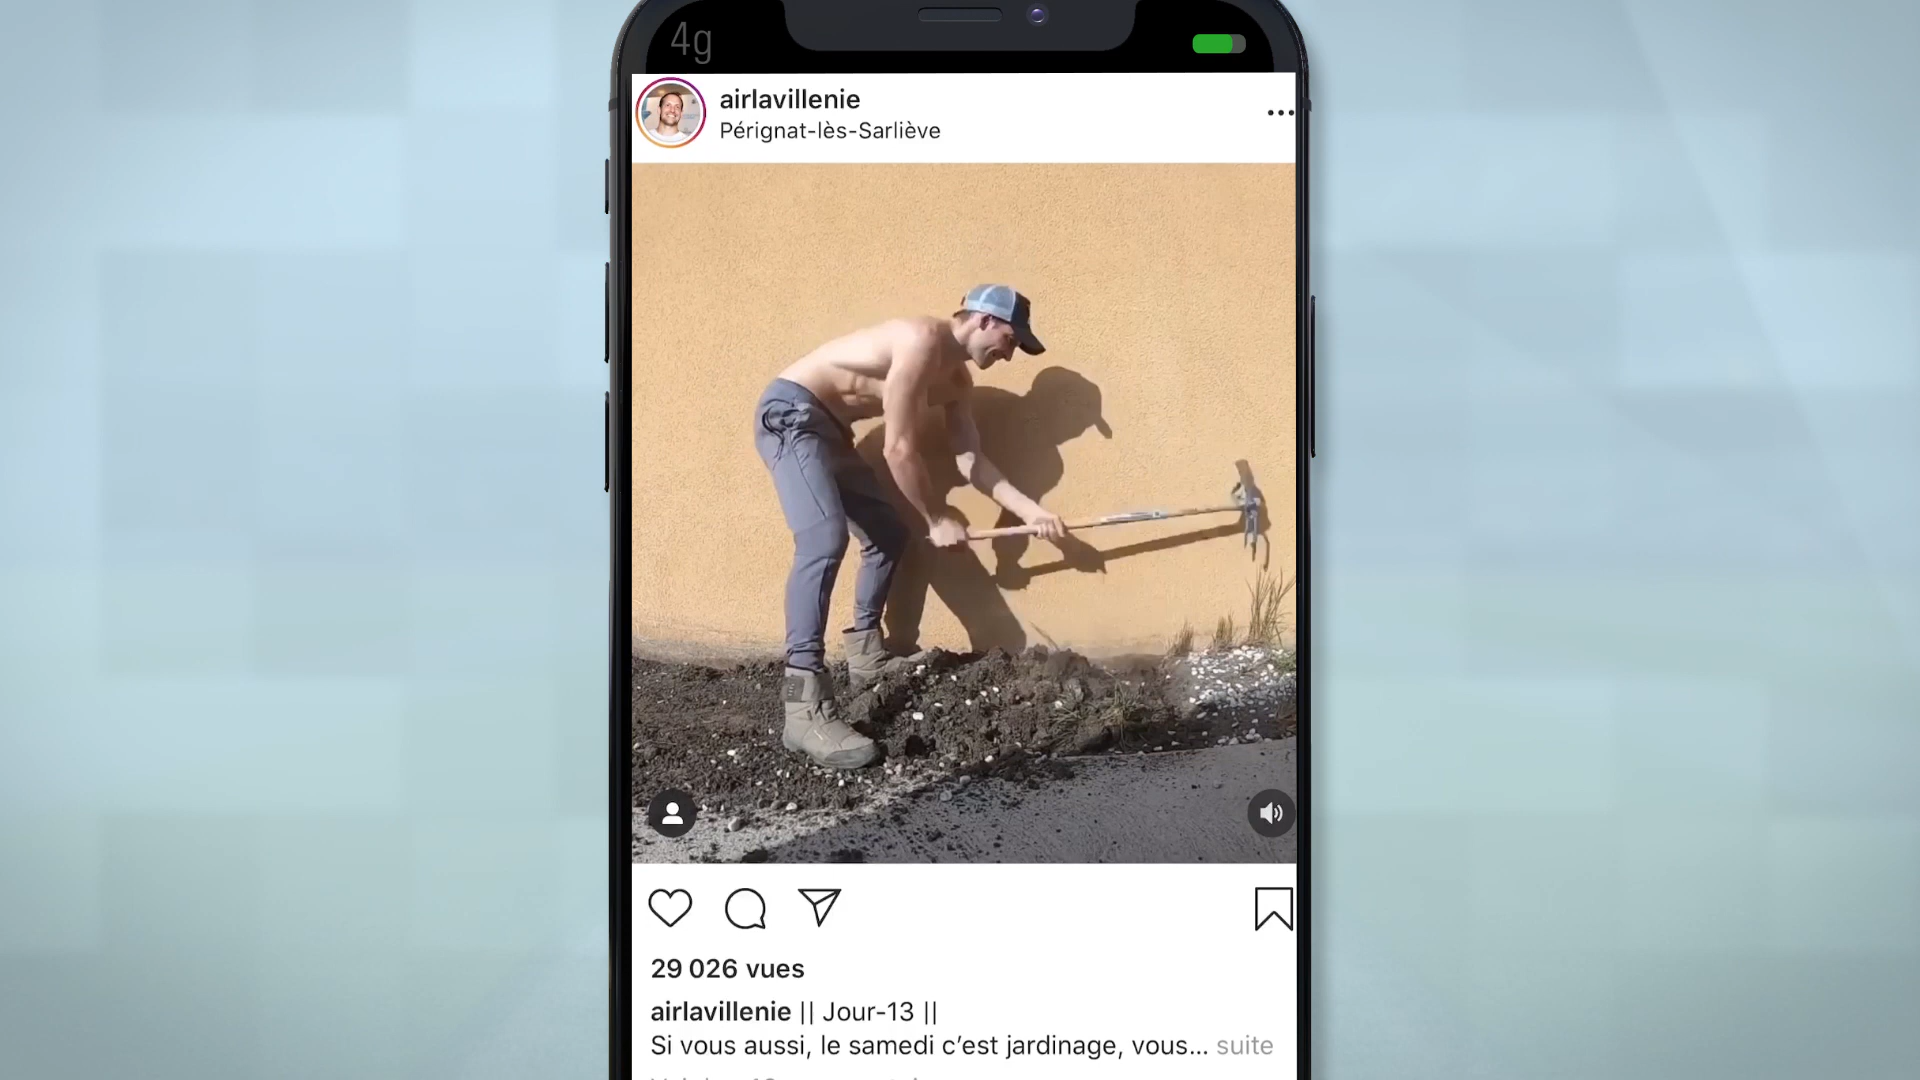 4g
airlavillenie
Pérignat-lès-Sarliève
29 026 vues
airlavillenie || Jour-13 ||
Si vous aussi, le samedi c’est jardinage, vous... suite